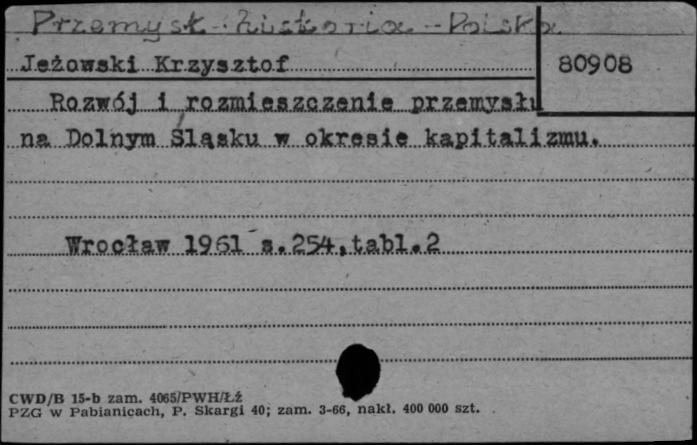 Przemysł - historia - Polska
Jeżowski Krzysztof
80908
Rozwój i rozmieszczenie przemysłu
na Dolnym Śląsku w okresie kapitalizmu.
Wrocław 1961 s.254,tabl.2
CWD/B 15-b zam. 4065/PWH/Łź
PZG w Pabianicach, P. Skargi 40; zam. 3-66, nakł. 400 000 szt.